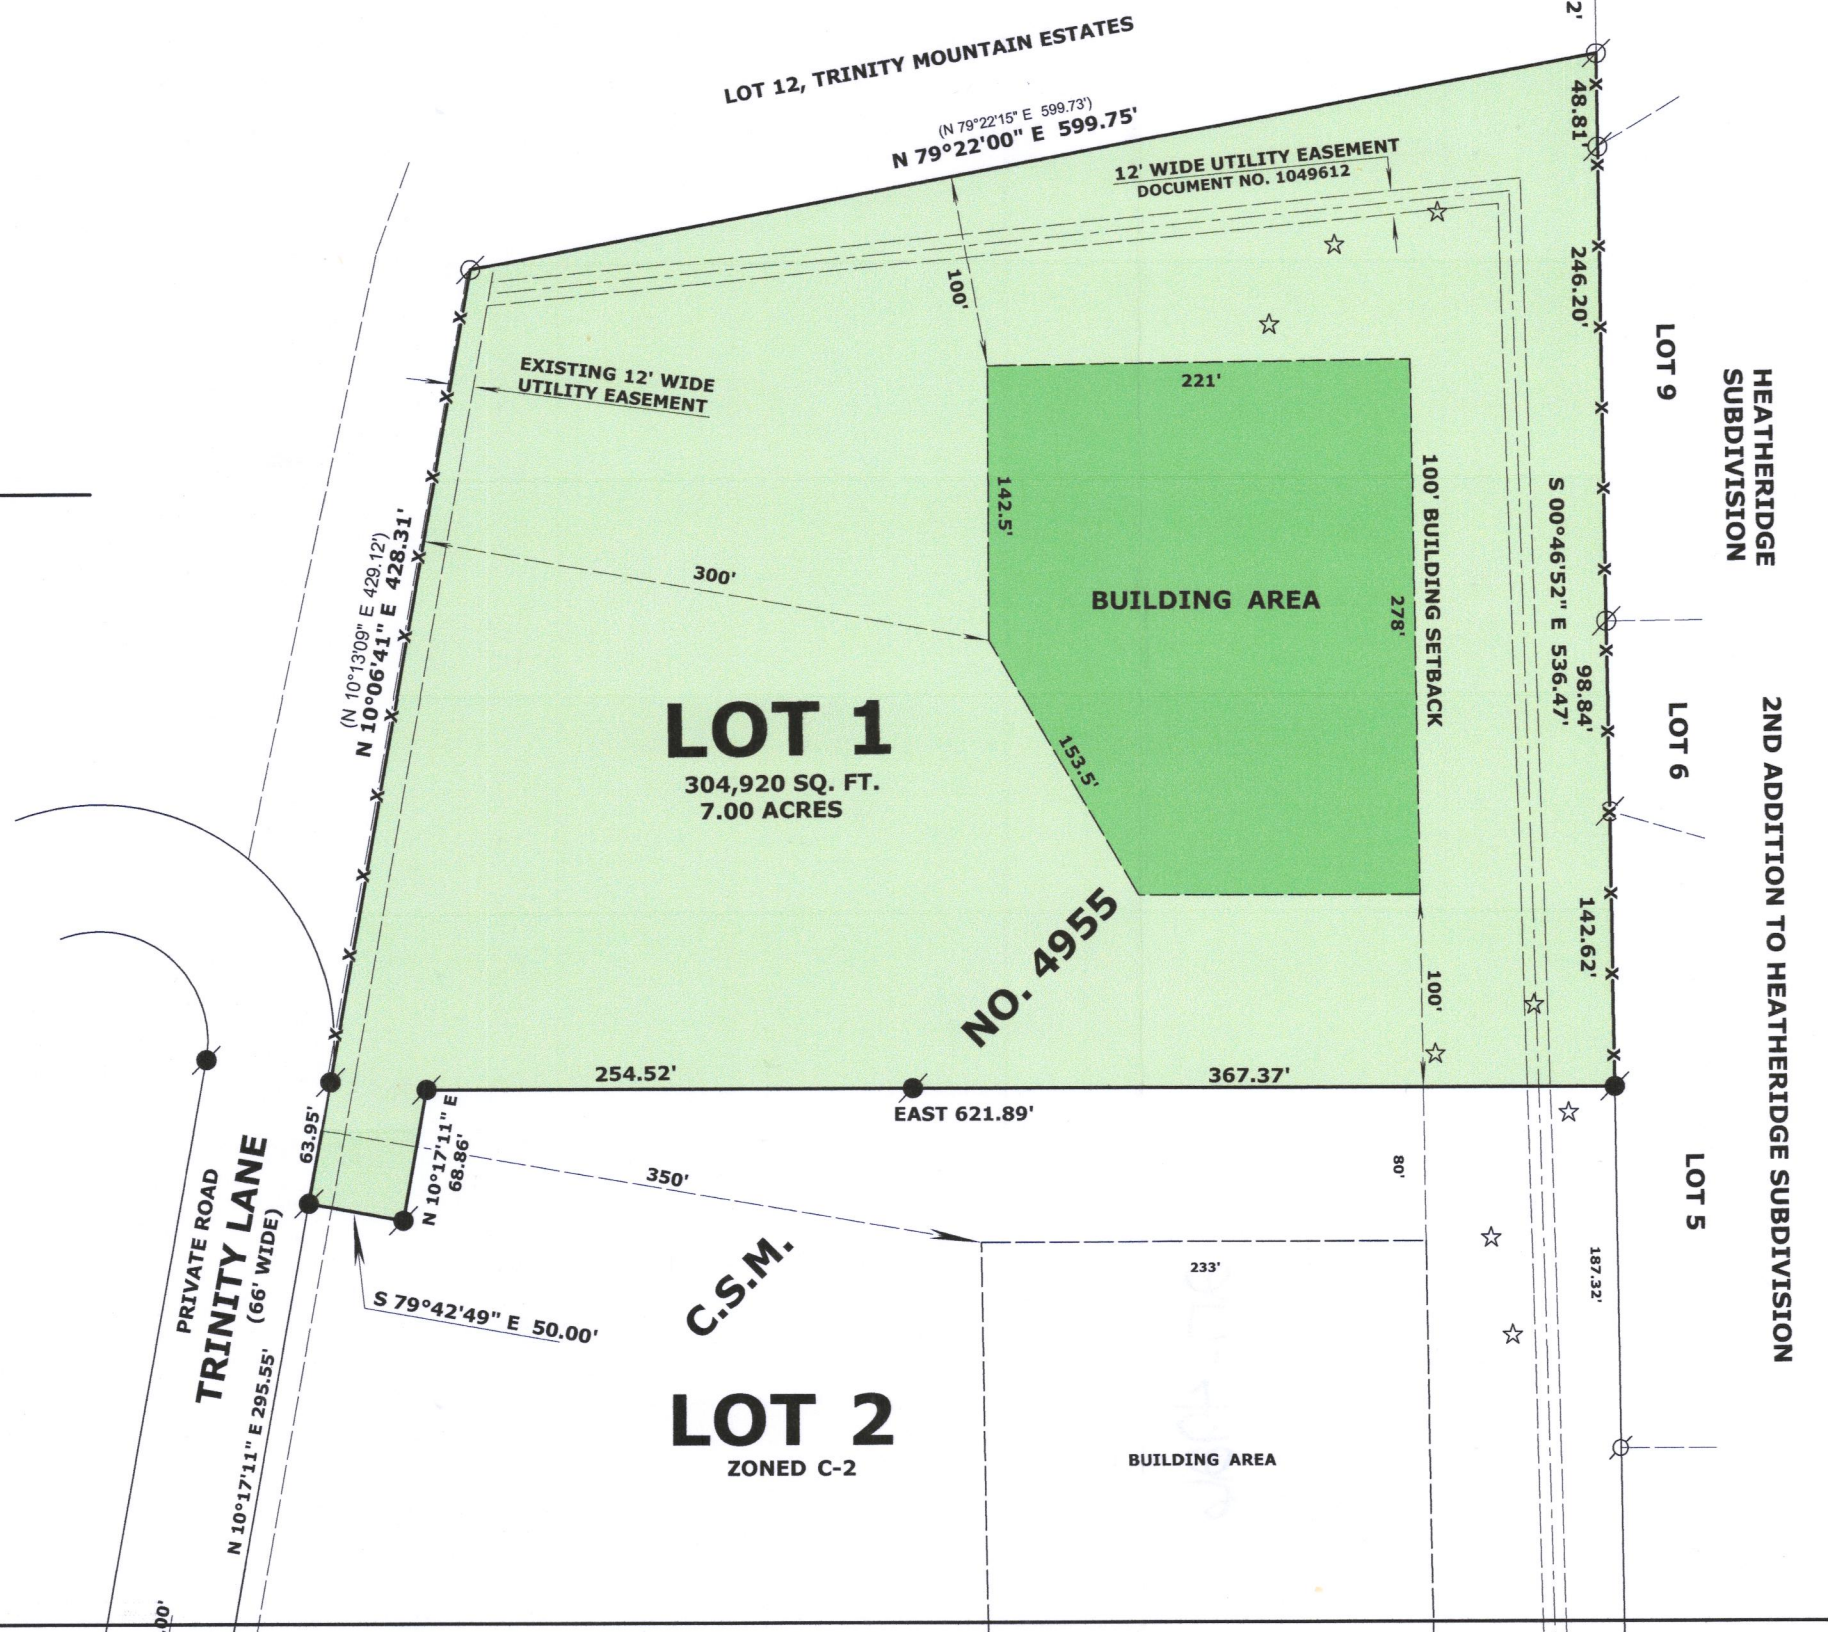 2'
LOT 12, TRINITY MOUNTAIN ESTATES
(N 79°22'15" E 599.73')
N 79°22'00" E 599.75'
48.81'
12' WIDE UTILITY EASEMENT
DOCUMENT NO. 1049612
246.20'
100'
LOT 9
HEATHERIDGE
SUBDIVISION
EXISTING 12' WIDE
UTILITY EASEMENT
221'
142.5'
100' BUILDING SETBACK
S 00°46'52" E 536.47'
(N 10°13'09" E 429.12')
N 10°06'41" E 428.31'
300'
BUILDING AREA
278'
98.84'
LOT 6
2ND ADDITION TO HEATHERIDGE SUBDIVISION
LOT 1
304,920 SQ. FT.
7.00 ACRES
153.5'
NO. 4955
142.62'
100'
254.52'
367.37'
EAST 621.89'
63.95'
N 10°17'11" E
68.86'
350'
80'
LOT 5
PRIVATE ROAD
TRINITY LANE
(66' WIDE)
C.S.M.
233'
187.32'
S 79°42'49" E 50.00'
N 10°17'11" E 295.55'
LOT 2
ZONED C-2
BUILDING AREA